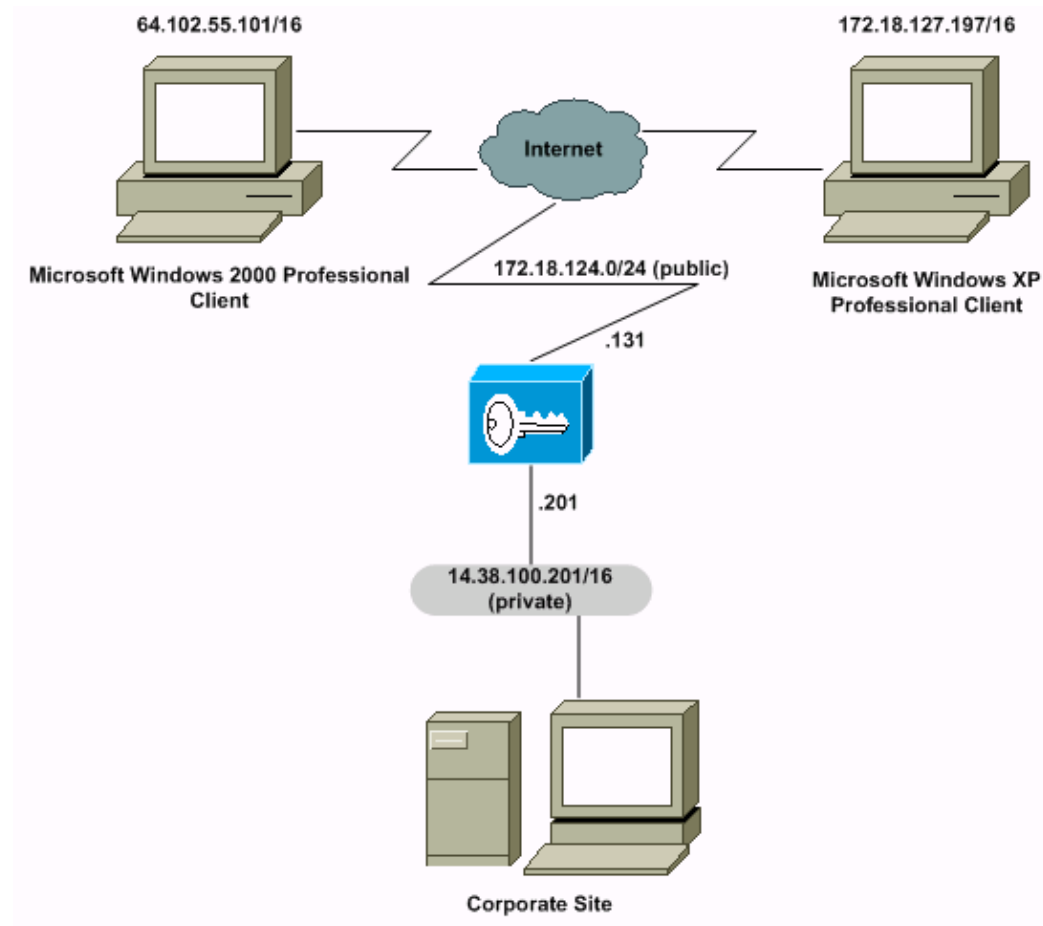 64.102.55.101/16
172.18.127.197/16
Internet
Microsoft Windows 2000 Professional
Client
Microsoft Windows XP
Professional Client
172.18.124.0/24 (public)
.131
.201
14.38.100.201/16
(private)
Corporate Site